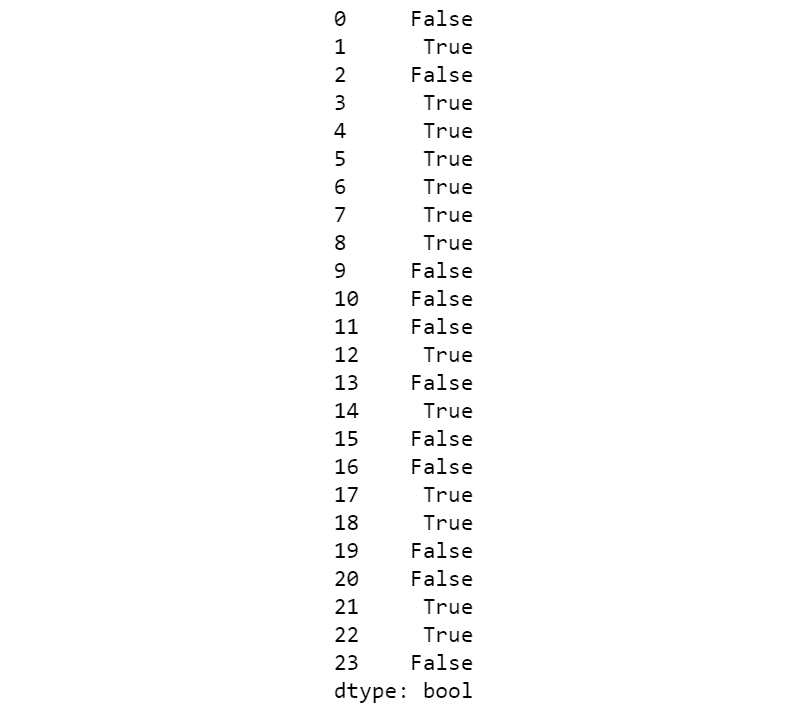 0     False
1      True
2     False
3      True
4      True
5      True
6      True
7      True
8      True
9     False
10    False
11    False
12     True
13    False
14     True
15    False
16    False
17     True
18     True
19    False
20    False
21     True
22     True
23    False
dtype: bool